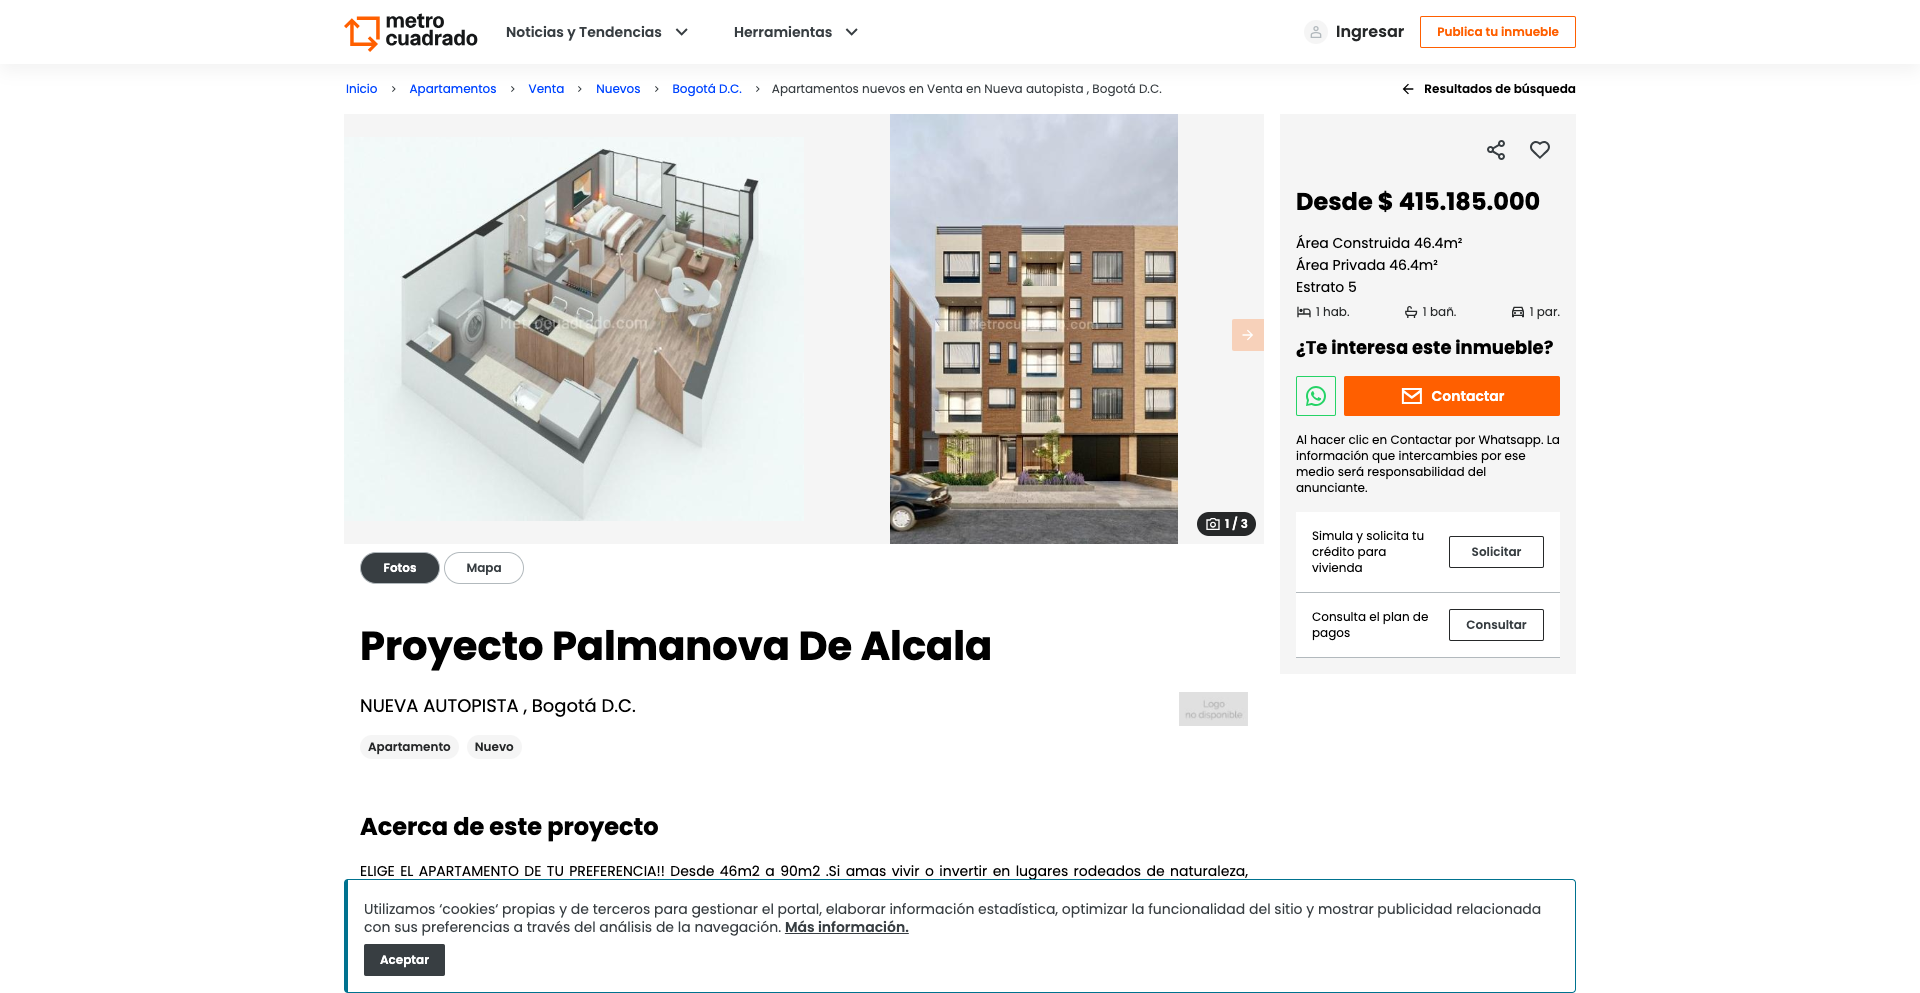 metro
cuadrado
Noticias y Tendencias
Herramientas
Ingresar
Publica tu inmueble
Inicio > Apartamentos > Venta > Nuevos > Bogotá D.C. > Apartamentos nuevos en Venta en Nueva autopista , Bogotá D.C.
Resultados de búsqueda
Metrocuadrado.com
Metrocuadrado.com
1 / 3
Fotos
Mapa
Desde $ 415.185.000
Área Construida 46.4m²
Área Privada 46.4m²
Estrato 5
1 hab.
1 bañ.
1 par.
¿Te interesa este inmueble?
Contactar
Al hacer clic en Contactar por Whatsapp. La
información que intercambies por ese
medio será responsabilidad del
anunciante.
Simula y solicita tu
crédito para
vivienda
Solicitar
Consulta el plan de
pagos
Consultar
Proyecto Palmanova De Alcala
NUEVA AUTOPISTA , Bogotá D.C.
Logo
no disponible
Apartamento
Nuevo
Acerca de este proyecto
ELIGE EL APARTAMENTO DE TU PREFERENCIA!! Desde 46m2 a 90m2 .Si amas vivir o invertir en lugares rodeados de naturaleza,
Utilizamos ‘cookies‘ propias y de terceros para gestionar el portal, elaborar información estadística, optimizar la funcionalidad del sitio y mostrar publicidad relacionada
con sus preferencias a través del análisis de la navegación. Más información.
Aceptar